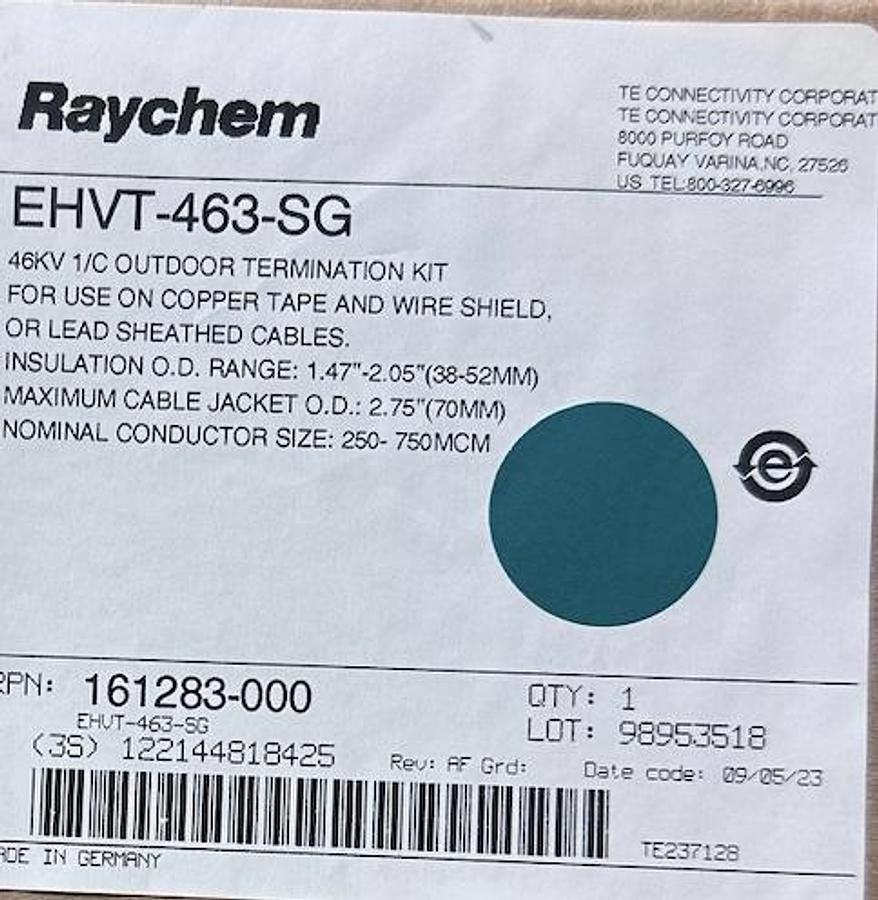 Raychem
TE CONNECTIVITY CORPORAT
TE CONNECTIVITY CORPORAT
8000 PURFOY ROAD
FUQUAY VARINA,NC, 27526
US TEL:800-327-6996
EHVT-463-SG
46KV 1/C OUTDOOR TERMINATION KIT
FOR USE ON COPPER TAPE AND WIRE SHIELD,
OR LEAD SHEATHED CABLES.
INSULATION O.D. RANGE: 1.47"-2.05"(38-52MM)
MAXIMUM CABLE JACKET O.D.: 2.75"(70MM)
NOMINAL CONDUCTOR SIZE: 250- 750MCM
e
RPN: 161283-000
QTY: 1
EHVT-463-SG
LOT: 98953518
(3S) 122144818425
Rev: AF Grd:
Date code: 09/05/23
TE237128
ADE IN GERMANY